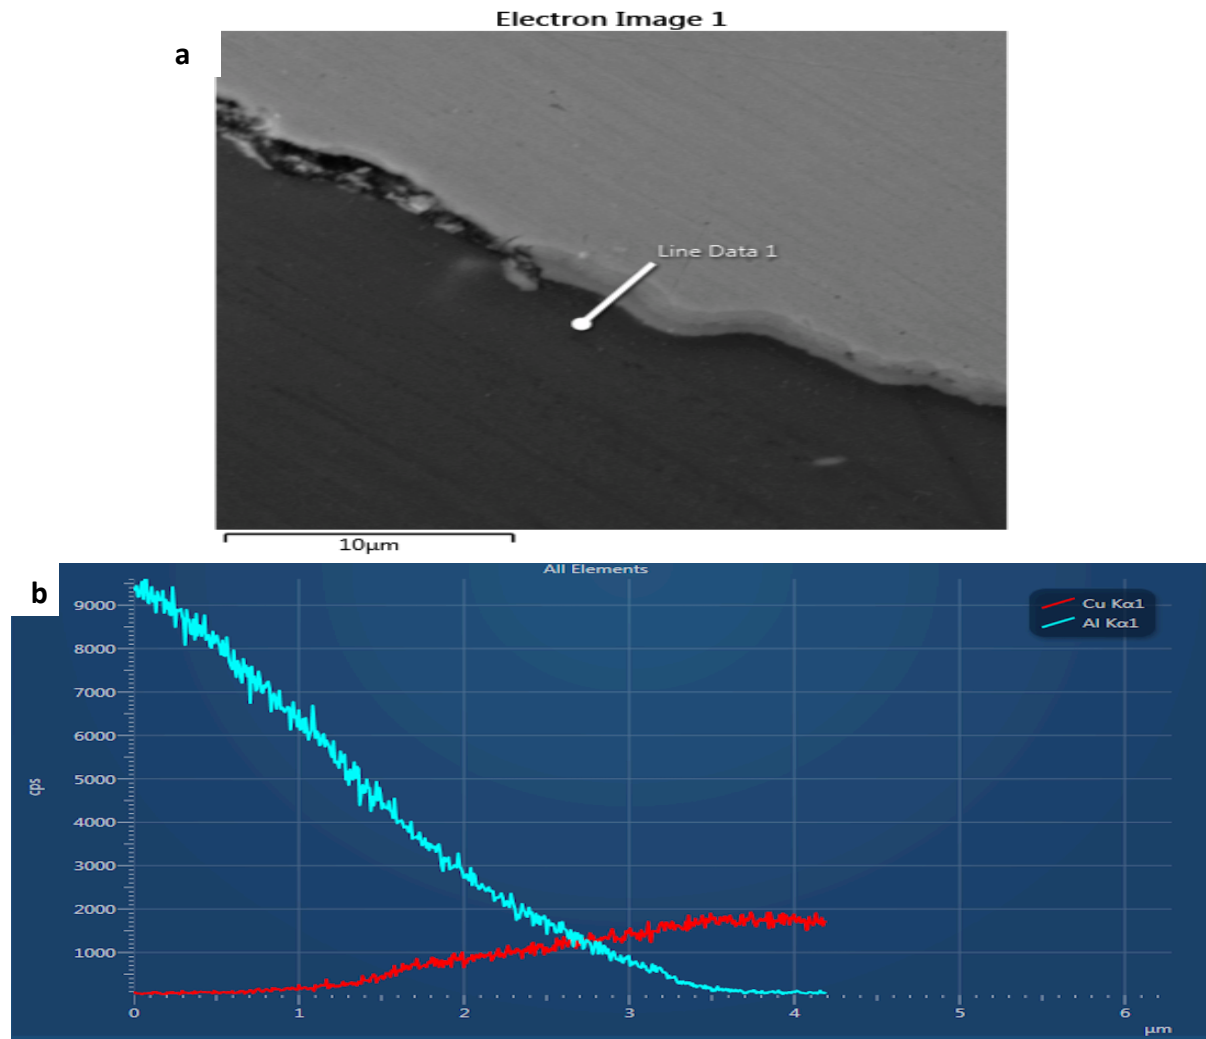 Electron Image 1
a
Line Data 1
10µm
b
All Elements
Cu Kα1
Al Kα1
9000
8000
7000
6000
5000
4000
3000
2000
1000
cps
0 1 2 3 4 5 6
µm